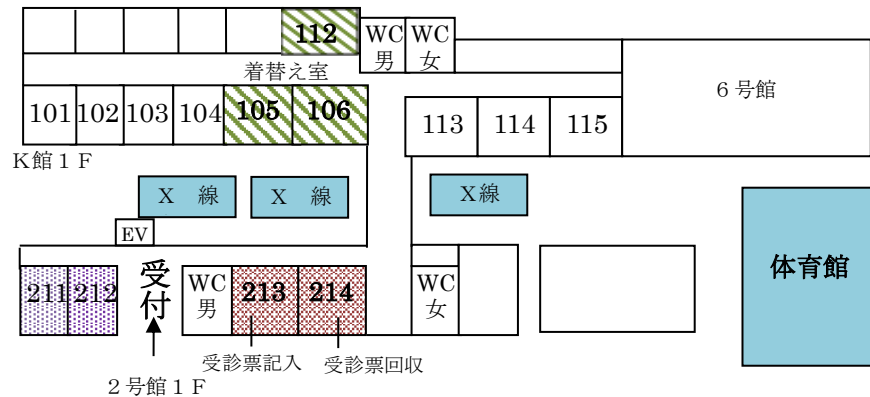 112
WC
男
WC
女
着替え室
6号館
101
102
103
104
105
106
113
114
115
K館1F
X 線
X 線
X線
EV
体育館
211
212
受付
WC
男
213
214
WC
女
受診票記入
受診票回収
2号館1F